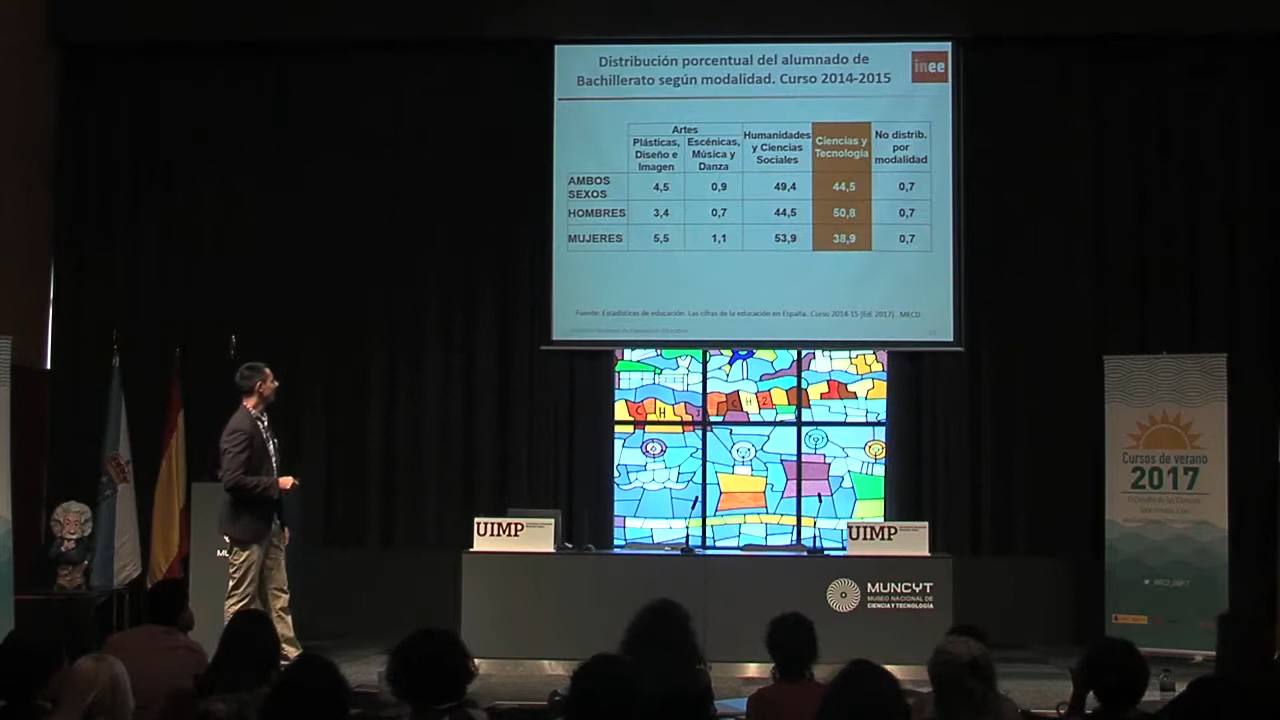 Distribución porcentual del alumnado de
Bachillerato según modalidad. Curso 2014-2015
inee
Artes
Plásticas, Diseño e Imagen
Escénicas, Música y Danza
Humanidades y Ciencias Sociales
Ciencias y Tecnología
No distrib. por modalidad
AMBOS SEXOS 4,5 0,9 49,4 44,5 0,7
HOMBRES 3,4 0,7 44,5 50,8 0,7
MUJERES 5,5 1,1 53,9 38,9 0,7
Fuente: Estadísticas de educación. Las cifras de la educación en España. Curso 2014-15 (Ed. 2017). MECD
CH
CH2
Cursos de verano
2017
UIMP
UIMP
MUNCYT
MUSEO NACIONAL DE
CIENCIA Y TECNOLOGÍA